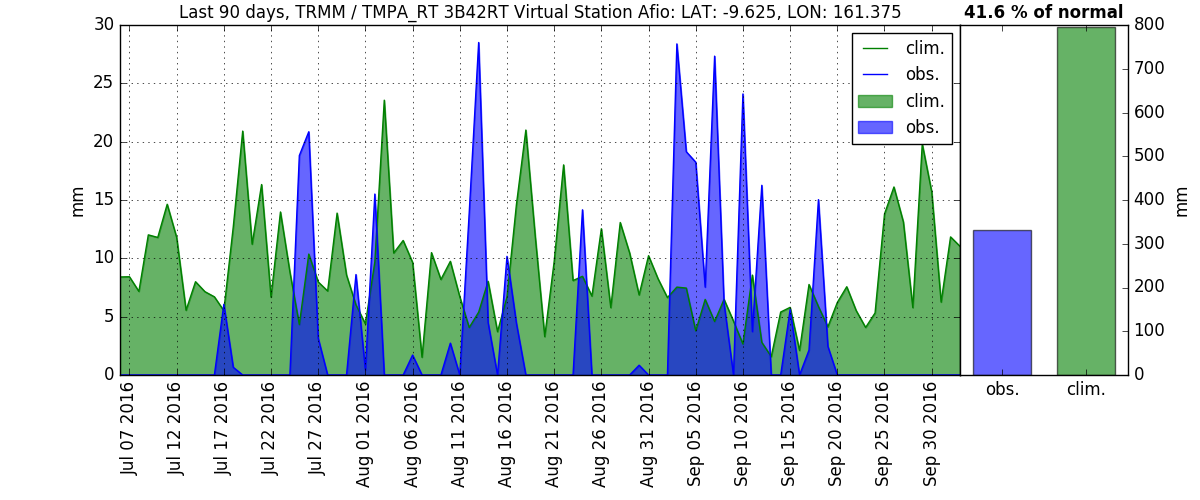 Last 90 days, TRMM / TMPA_RT 3B42RT Virtual Station Afio: LAT: -9.625, LON: 161.375
41.6 % of normal
30
25
20
15
10
5
0
mm
clim.
obs.
clim.
obs.
800
700
600
500
400
300
200
100
0
mm
obs.
clim.
Jul 07 2016
Jul 12 2016
Jul 17 2016
Jul 22 2016
Jul 27 2016
Aug 01 2016
Aug 06 2016
Aug 11 2016
Aug 16 2016
Aug 21 2016
Aug 26 2016
Aug 31 2016
Sep 05 2016
Sep 10 2016
Sep 15 2016
Sep 20 2016
Sep 25 2016
Sep 30 2016